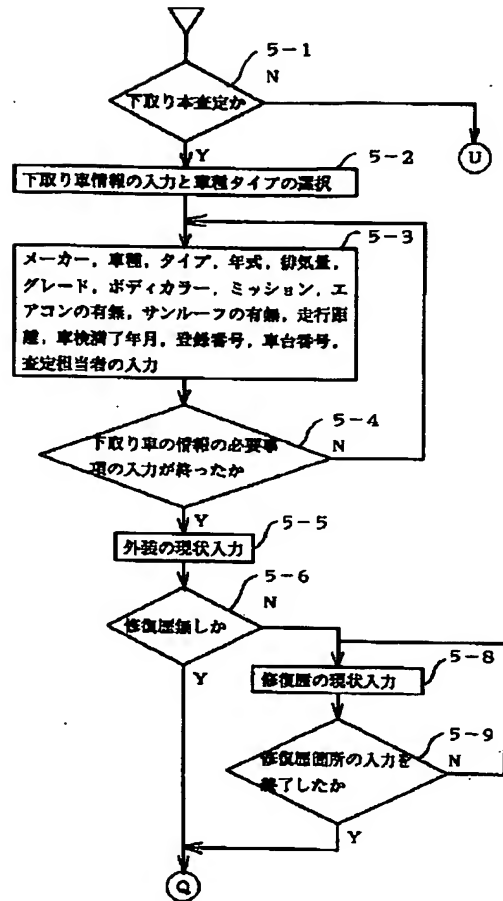 5-1
N
下取り本査定か
U
Y
5-2
下取り車情報の入力と車種タイプの選択
5-3
メーカー，車種，タイプ，年式，排気量，
グレード，ボディカラー，ミッション，エ
アコンの有無，サンルーフの有無，走行距
離，車検満了年月，登録番号，車台番号，
査定担当者の入力
5-4
下取り車の情報の必要事
N
項の入力が終ったか
Y
5-5
外装の現状入力
5-6
N
修復歴無しか
5-8
Y
修復歴の現状入力
5-9
修復歴箇所の入力を
N
終了したか
Y
Q